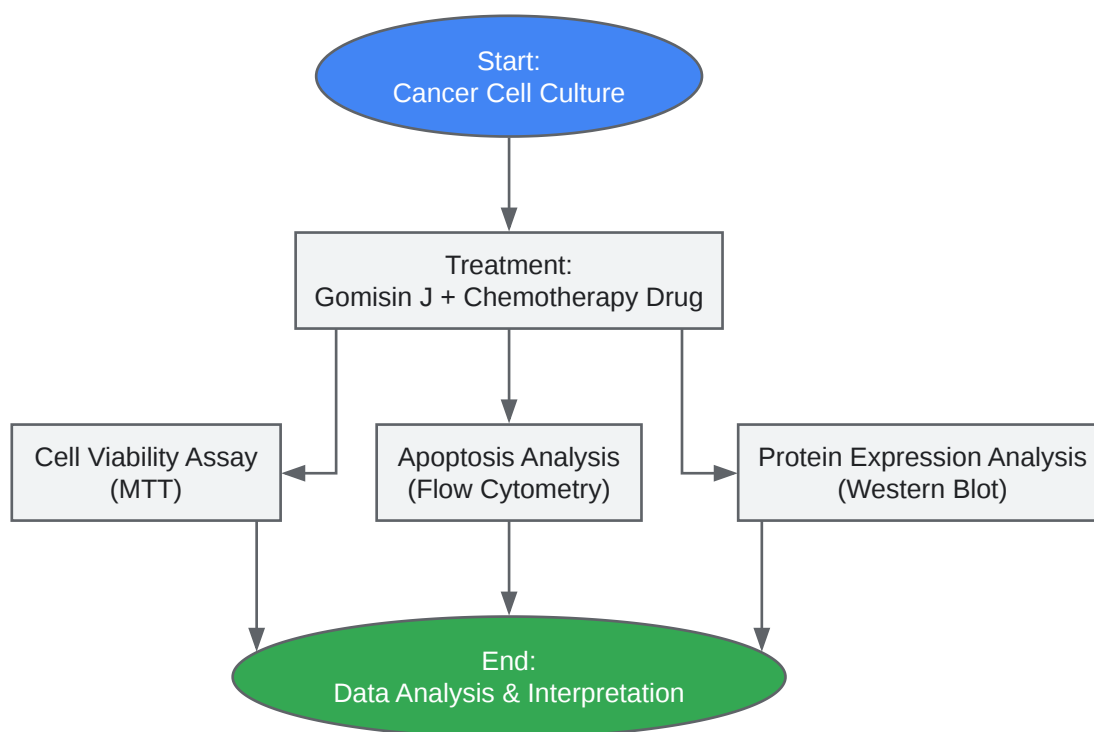 Start:
Cancer Cell Culture
Treatment:
Gomisin J + Chemotherapy Drug
Cell Viability Assay
(MTT)
Apoptosis Analysis
(Flow Cytometry)
Protein Expression Analysis
(Western Blot)
End:
Data Analysis & Interpretation